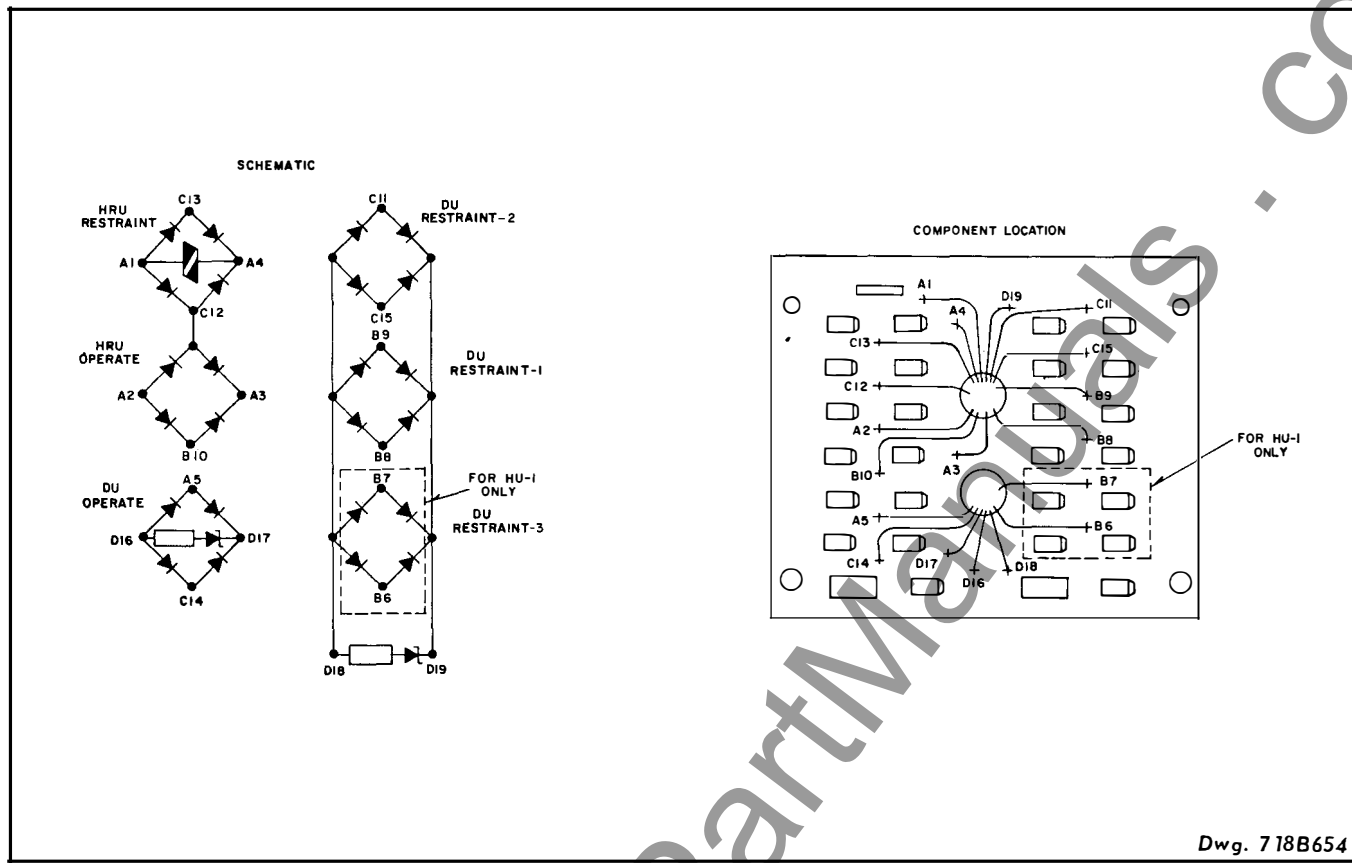 SCHEMATIC
C13
HRU
RESTRAINT
A1
A4
C12
HRU
OPERATE
A2
A3
B10
A5
DU
OPERATE
D16
D17
C14
C11
DU
RESTRAINT-2
C15
B9
DU
RESTRAINT-1
B8
B7
FOR HU-1
ONLY
DU
RESTRAINT-3
B6
D18
D19
COMPONENT LOCATION
A1
D19
C11
A4
C13
C15
C12
B9
A2
B8
B10
A3
FOR HU-1
ONLY
B7
A5
B6
C14
D17
D16
D18
PartManuals . co
Dwg. 718B654